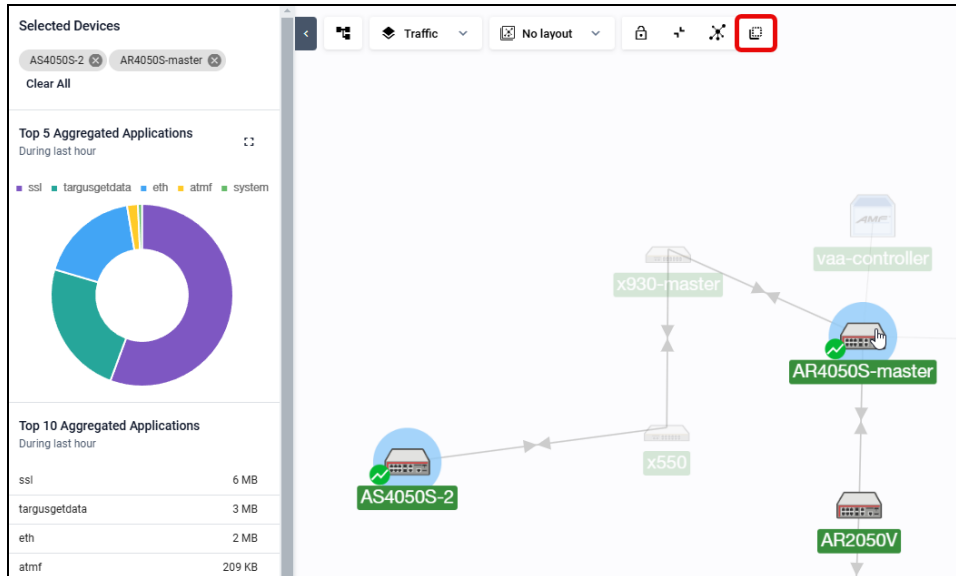 Selected Devices
AS4050S-2 AR4050S-master
Clear All
Top 5 Aggregated Applications
During last hour
ssl targusgetdata eth atmf system
Top 10 Aggregated Applications
During last hour
ssl 6 MB
targusgetdata 3 MB
eth 2 MB
atmf 209 KB
Traffic No layout
AMF
vaa-controller
x930-master
AR4050S-master
x550
AS4050S-2
AR2050V